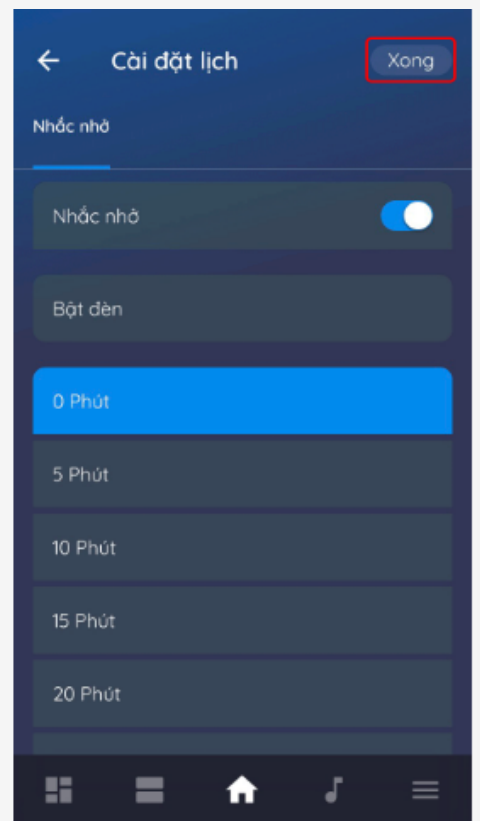 Cài đặt lịch
Xong
Nhắc nhở
Nhắc nhở
Bật đèn
0 Phút
5 Phút
10 Phút
15 Phút
20 Phút